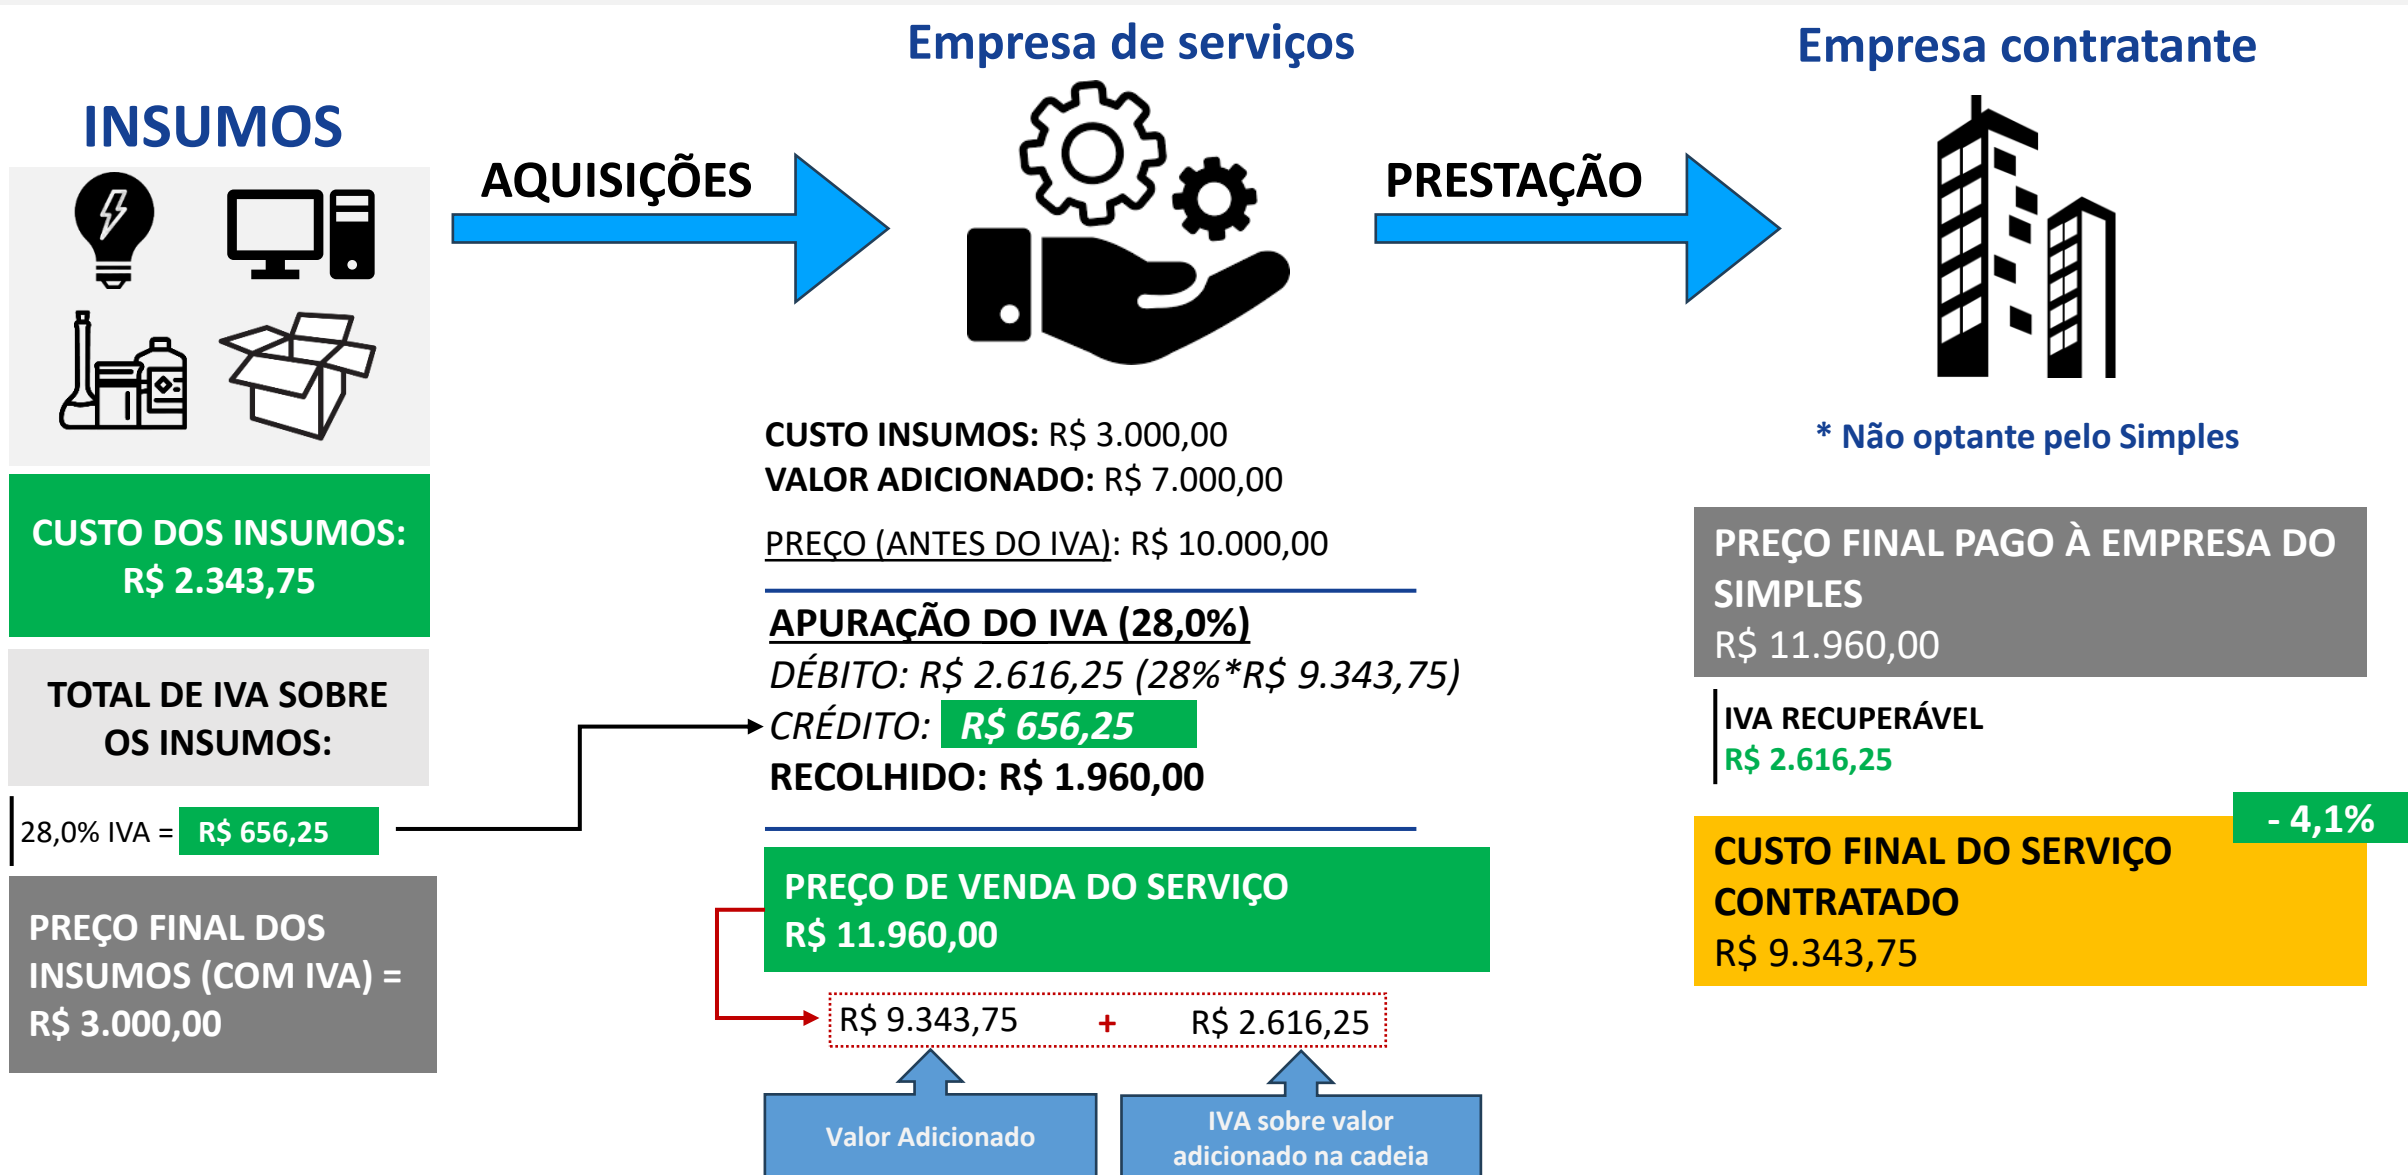 INSUMOS
CUSTO DOS INSUMOS:
R$ 2.343,75
TOTAL DE IVA SOBRE
OS INSUMOS:
28,0% IVA = R$ 656,25
PREÇO FINAL DOS
INSUMOS (COM IVA) =
R$ 3.000,00
AQUISIÇÕES
Empresa de serviços
CUSTO INSUMOS: R$ 3.000,00
VALOR ADICIONADO: R$ 7.000,00
PREÇO (ANTES DO IVA): R$ 10.000,00
APURAÇÃO DO IVA (28,0%)
DÉBITO: R$ 2.616,25 (28%*R$ 9.343,75)
CRÉDITO: R$ 656,25
RECOLHIDO: R$ 1.960,00
PREÇO DE VENDA DO SERVIÇO
R$ 11.960,00
R$ 9.343,75 + R$ 2.616,25
Valor Adicionado
IVA sobre valor
adicionado na cadeia
PRESTAÇÃO
Empresa contratante
* Não optante pelo Simples
PREÇO FINAL PAGO À EMPRESA DO
SIMPLES
R$ 11.960,00
IVA RECUPERÁVEL
R$ 2.616,25
- 4,1%
CUSTO FINAL DO SERVIÇO
CONTRATADO
R$ 9.343,75